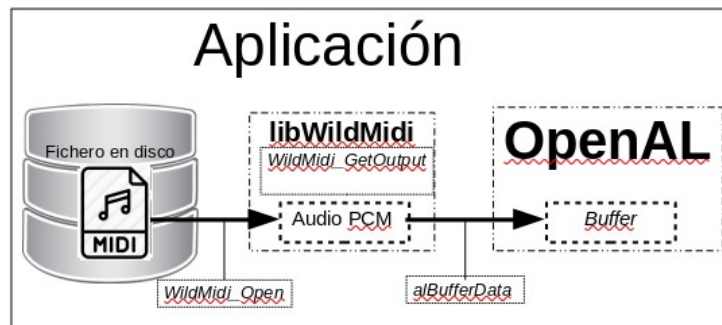 Aplicación
Fichero en disco
MIDI
libWildMidi
WildMidi_GetOutput
Audio PCM
OpenAL
Buffer
WildMidi_Open
alBufferData